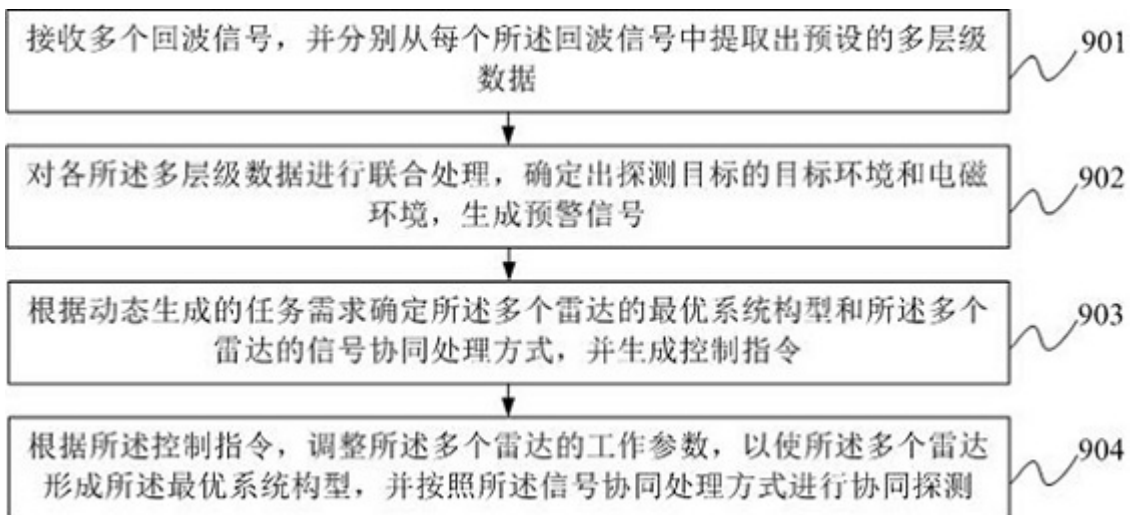 接收多个回波信号，并分别从每个所述回波信号中提取出预设的多层级
数据
901
对各所述多层级数据进行联合处理，确定出探测目标的目标环境和电磁
环境，生成预警信号
902
根据动态生成的任务需求确定所述多个雷达的最优系统构型和所述多个
雷达的信号协同处理方式，并生成控制指令
903
根据所述控制指令，调整所述多个雷达的工作参数，以使所述多个雷达
形成所述最优系统构型，并按照所述信号协同处理方式进行协同探测
904